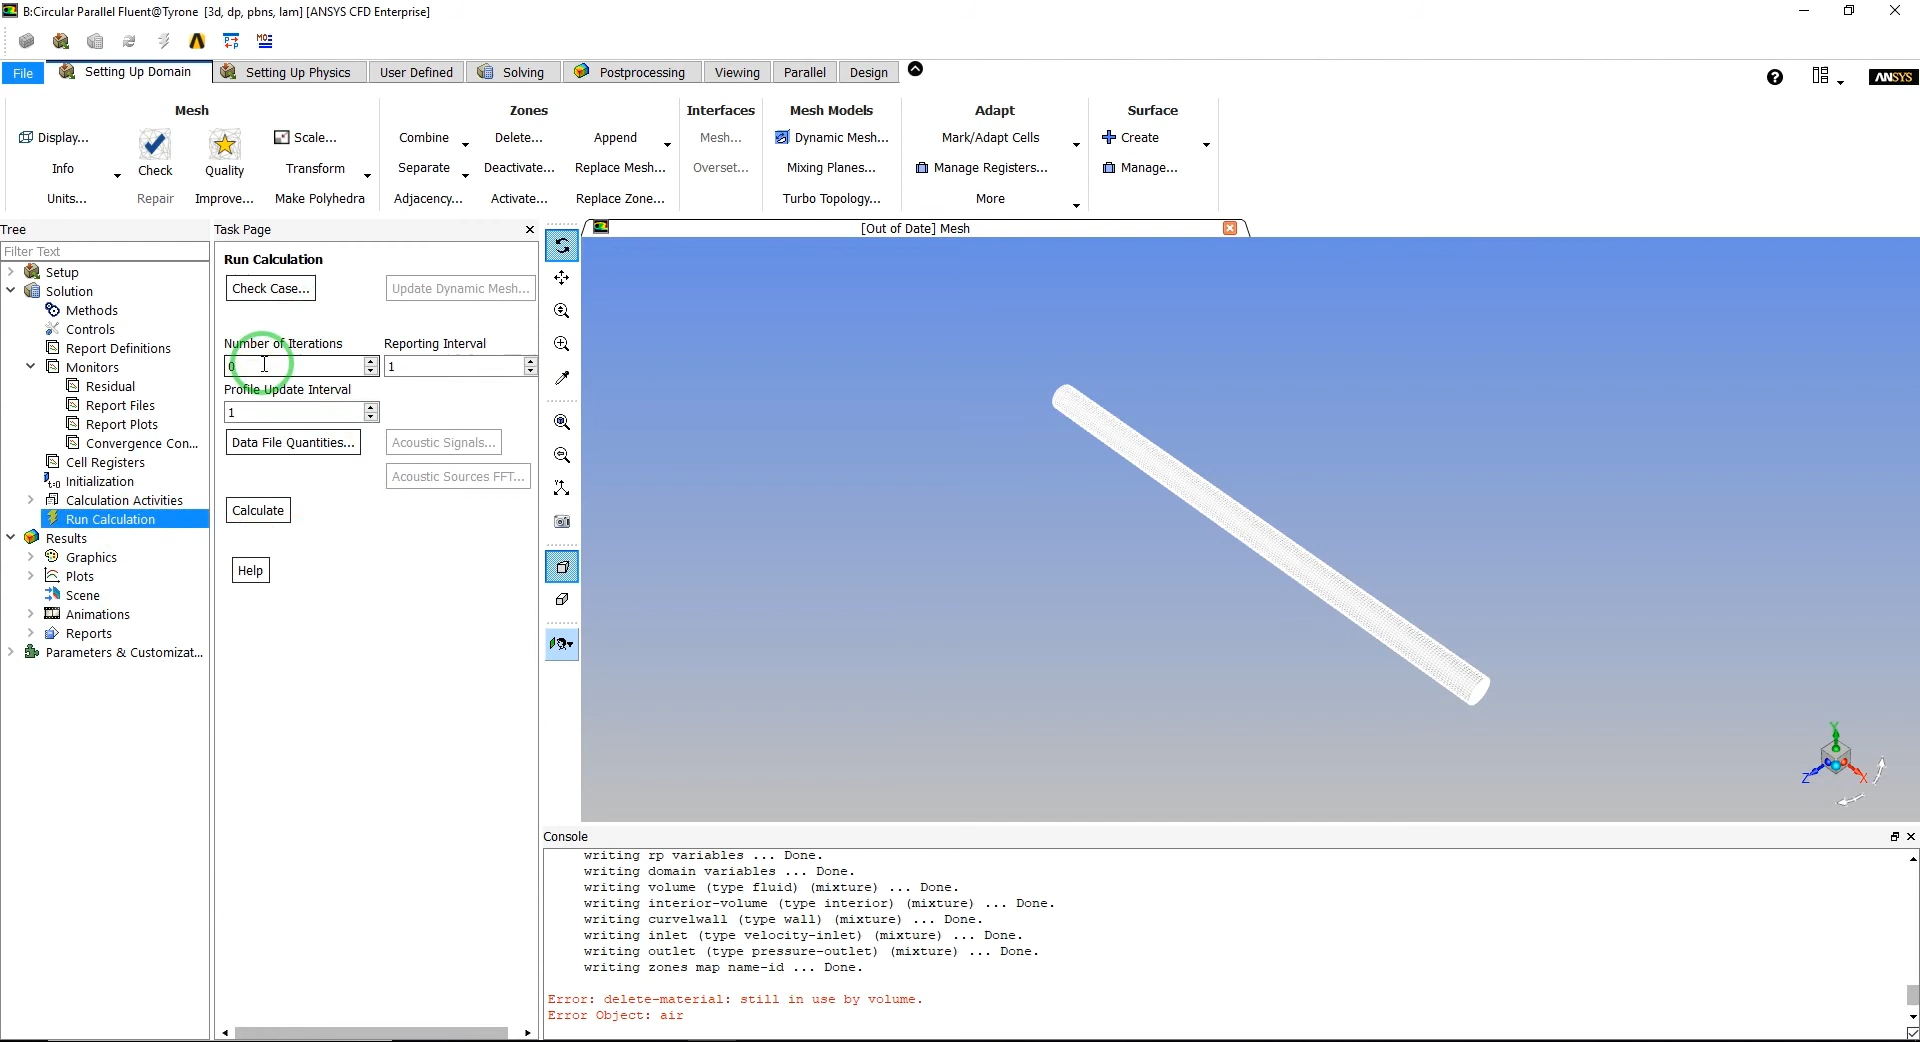 B:Circular Parallel Fluent@Tyrone [3d, dp, pbns, lam] [ANSYS CFD Enterprise]
File
Setting Up Domain
Setting Up Physics
User Defined
Solving
Postprocessing
Viewing
Parallel
Design
ANSYS
Mesh
Zones
Interfaces
Mesh Models
Adapt
Surface
Display...
Scale...
Combine
Delete...
Append
Mesh...
Dynamic Mesh...
Mark/Adapt Cells
Create
Info
Check
Quality
Transform
Separate
Deactivate...
Replace Mesh...
Overset...
Mixing Planes...
Manage Registers...
Manage...
Units...
Repair
Improve...
Make Polyhedra
Adjacency...
Activate...
Replace Zone...
Turbo Topology...
More
Tree
Filter Text
Setup
Solution
Methods
Controls
Report Definitions
Monitors
Residual
Report Files
Report Plots
Convergence Con...
Cell Registers
Initialization
Calculation Activities
Run Calculation
Results
Graphics
Plots
Scene
Animations
Reports
Parameters & Customizat...
Task Page
Run Calculation
Check Case...
Update Dynamic Mesh...
Number of Iterations
Reporting Interval
0
1
Profile Update Interval
1
Data File Quantities...
Acoustic Signals...
Acoustic Sources FFT...
Calculate
Help
[Out of Date] Mesh
Y
Z
X
Console
writing rp variables ... Done.
writing domain variables ... Done.
writing volume (type fluid) (mixture) ... Done.
writing interior-volume (type interior) (mixture) ... Done.
writing curvelwall (type wall) (mixture) ... Done.
writing inlet (type velocity-inlet) (mixture) ... Done.
writing outlet (type pressure-outlet) (mixture) ... Done.
writing zones map name-id ... Done.
Error: delete-material: still in use by volume.
Error Object: air